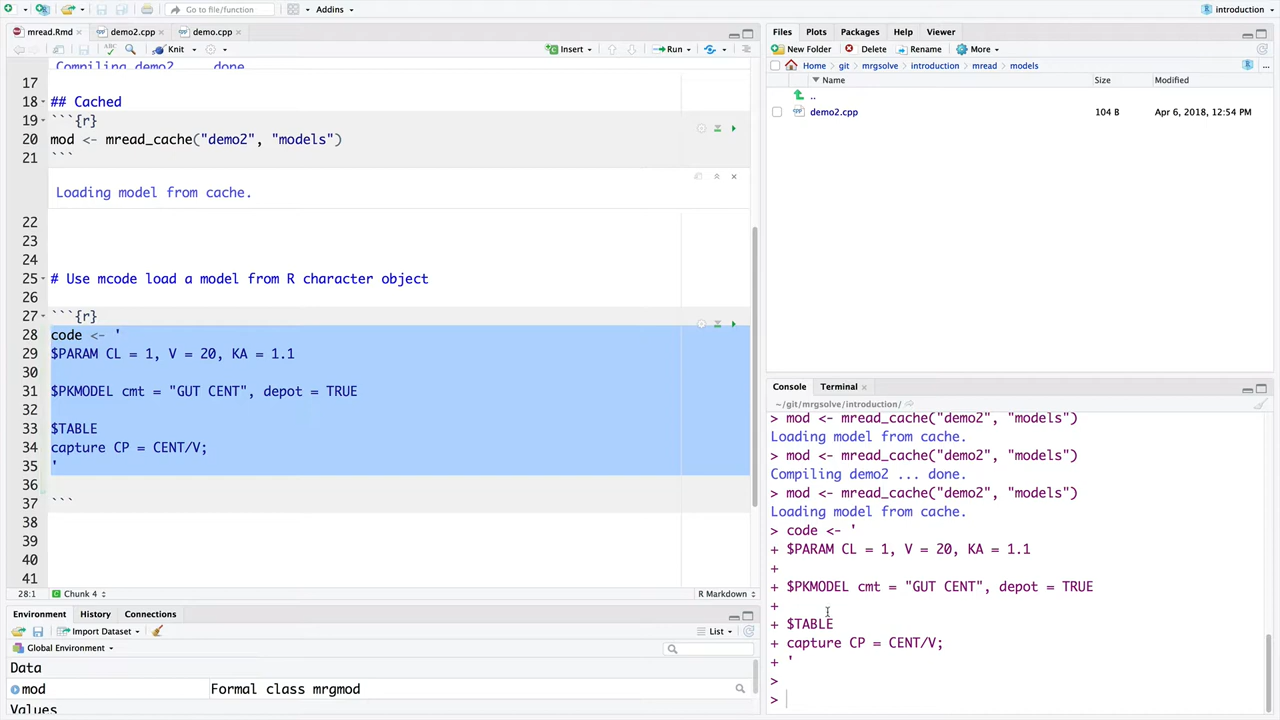 Go to file/function
Addins
introduction
mread.Rmd
demo2.cpp
demo.cpp
ABC
Knit
Insert
Run
Compiling demo2 ... done.
17
18 ## Cached
19 ```{r}
20 mod <- mread_cache("demo2", "models")
21 ```
Loading model from cache.
22
23
24
25 # Use mcode load a model from R character object
26
27 ```{r}
28 code <- '
29 $PARAM CL = 1, V = 20, KA = 1.1
30
31 $PKMODEL cmt = "GUT CENT", depot = TRUE
32
33 $TABLE
34 capture CP = CENT/V;
35 '
36
37 ```
38
39
40
41
28:1 Chunk 4 R Markdown
Environment History Connections
Import Dataset List
Global Environment
Data
mod Formal class mrgmod
Values
Files Plots Packages Help Viewer
New Folder Delete Rename More
Home git mrgsolve introduction mread models ...
Name Size Modified
..
demo2.cpp 104 B Apr 6, 2018, 12:54 PM
Console Terminal
~/git/mrgsolve/introduction/
> mod <- mread_cache("demo2", "models")
Loading model from cache.
> mod <- mread_cache("demo2", "models")
Compiling demo2 ... done.
> mod <- mread_cache("demo2", "models")
Loading model from cache.
> code <- '
+ $PARAM CL = 1, V = 20, KA = 1.1
+
+ $PKMODEL cmt = "GUT CENT", depot = TRUE
+
+ $TABLE
+ capture CP = CENT/V;
+ '
>
>